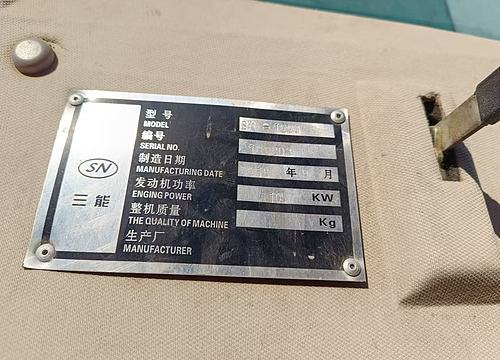 型号
MODEL
编号
SERIAL NO.
制造日期
MANUFACTURING DATE
年 月
发动机功率
ENGING POWER
KW
整机质量
THE QUALITY OF MACHINE
Kg
生产厂
MANUFACTURER
SN
三能